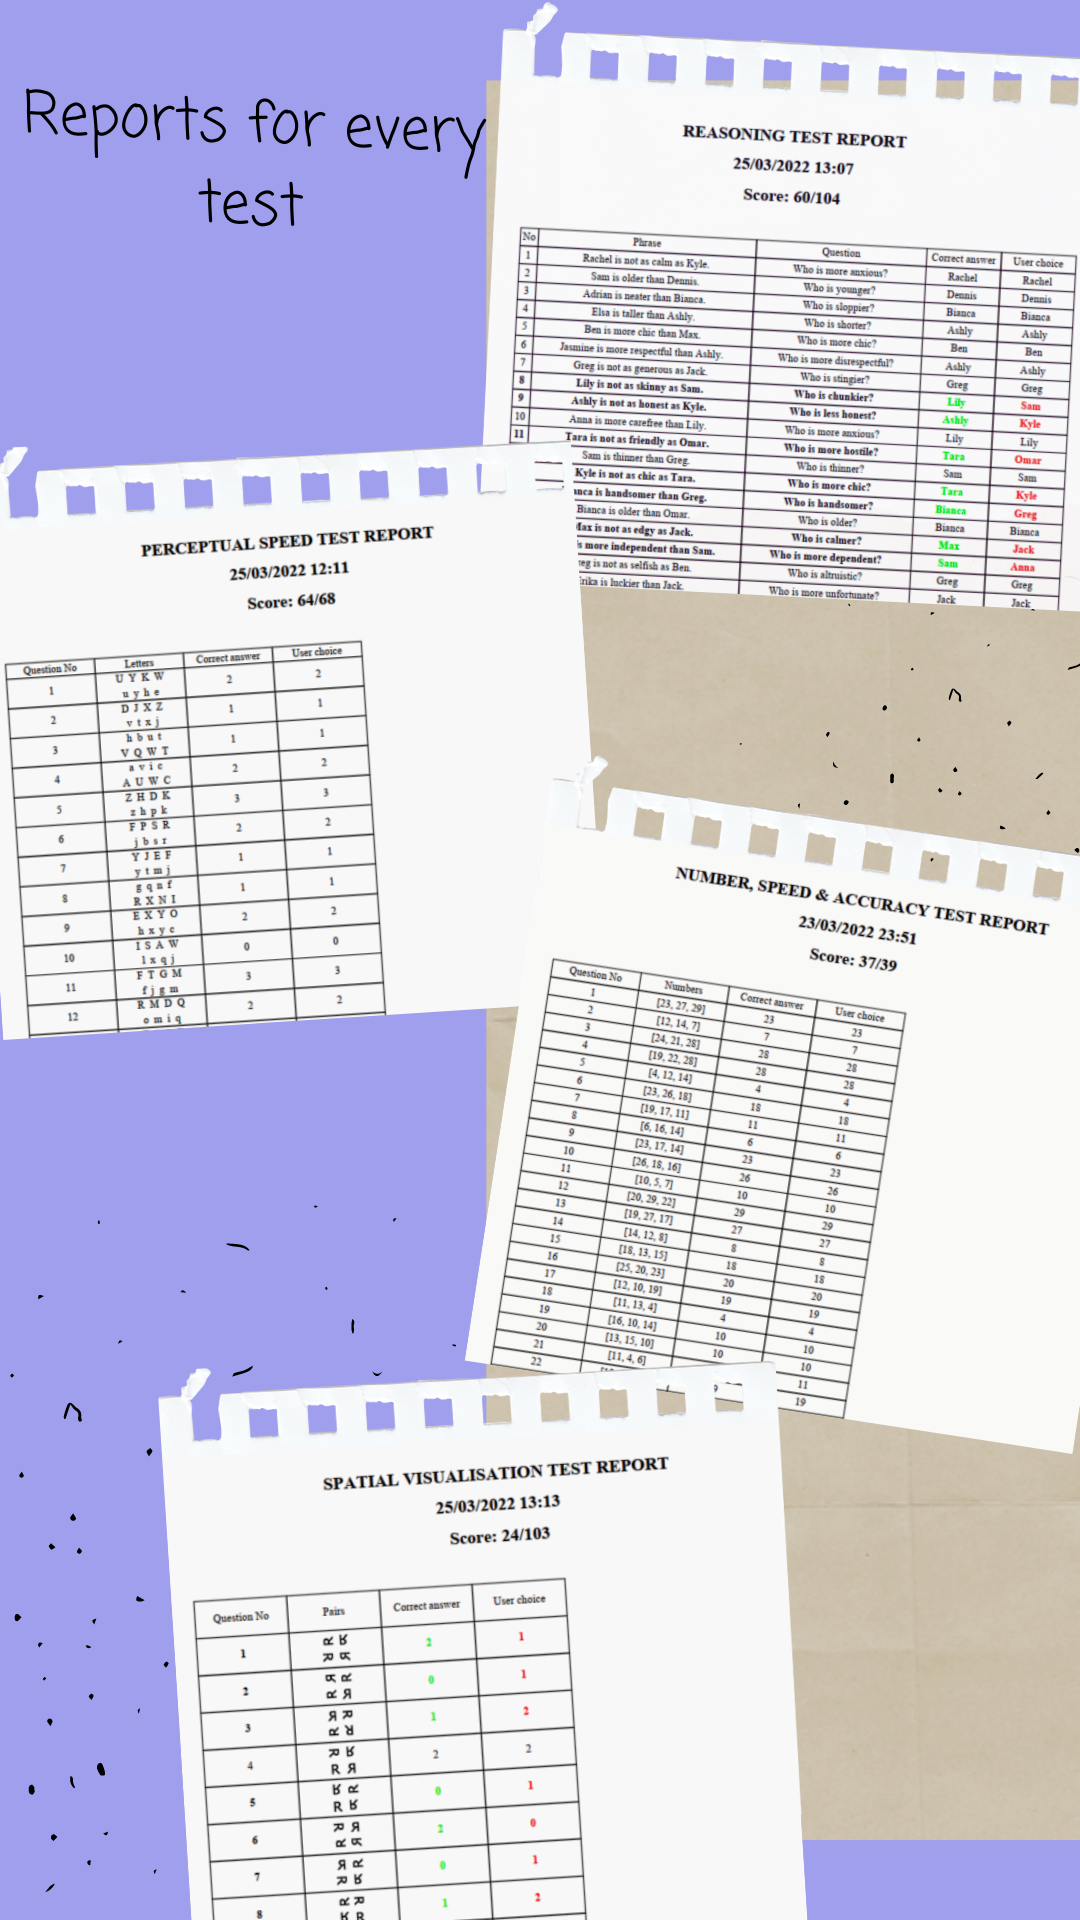 Reports for every
test
REASONING TEST REPORT
25/03/2022 13:07
Score: 60/104
No Phrase Question Correct answer User choice
1 Rachel is not as calm as Kyle. Who is more anxious? Rachel Rachel
2 Sam is older than Dennis. Who is younger? Dennis Dennis
3 Adrian is neater than Bianca. Who is sloppier? Bianca Bianca
4 Elsa is taller than Ashly. Who is shorter? Ashly Ashly
5 Ben is more chic than Max. Who is more chic? Ben Ben
6 Jasmine is more respectful than Ashly. Who is more disrespectful? Ashly Ashly
7 Greg is not as generous as Jack. Who is stingier? Greg Greg
8 Lily is not as skinny as Sam. Who is chunkier? Lily Sam
9 Ashly is not as honest as Kyle. Who is less honest? Ashly Kyle
10 Anna is more carefree than Lily. Who is more anxious? Lily Lily
11 Tara is not as friendly as Omar. Who is more hostile? Tara Omar
Sam is thinner than Greg. Who is thinner? Sam Sam
Kyle is not as chic as Tara. Who is more chic? Tara Kyle
is handsomer than Greg. Who is handsomer? Bianca Greg
Bianca is older than Omar. Who is older? Bianca Bianca
Max is not as edgy as Jack. Who is calmer? Max Jack
is more independent than Sam. Who is more dependent? Sam Anna
is not as selfish as Ben. Who is altruistic? Greg Greg
is luckier than Jack. Who is more unfortunate? Jack Jack
PERCEPTUAL SPEED TEST REPORT
25/03/2022 12:11
Score: 64/68
Question No Letters Correct answer User choice
1 U Y K W 2 2
u y h e
2 D J X Z 1 1
v t x j
3 h b u t 1 1
V Q W T
4 a v i c 2 2
A U W C
5 Z H D K 3 3
z h p k
6 F P S R 2 2
j b s r
7 Y J E F 1 1
y t m j
8 g q n f 1 1
R X N I
9 E X Y O 2 2
h x y c
10 I S A W 0 0
l x q j
11 F T G M 3 3
f j g m
12 R M D Q 2 2
o m i q
NUMBER, SPEED & ACCURACY TEST REPORT
23/03/2022 23:51
Score: 37/39
Question No Numbers Correct answer User choice
1 [23, 27, 29] 23 23
2 [12, 14, 7] 7 7
3 [24, 21, 28] 28 28
4 [19, 22, 28] 28 28
5 [4, 12, 14] 4 4
6 [23, 26, 18] 18 18
7 [19, 17, 11] 11 11
8 [6, 16, 14] 6 6
9 [23, 17, 14] 23 23
10 [26, 18, 16] 26 26
11 [10, 5, 7] 10 10
12 [20, 29, 22] 29 29
13 [19, 27, 17] 27 27
14 [14, 12, 8] 8 8
15 [18, 13, 15] 18 18
16 [25, 20, 23] 20 20
17 [12, 10, 19] 19 19
18 [11, 13, 4] 4 4
19 [16, 10, 14] 10 10
20 [13, 15, 10] 10 10
21 [11, 4, 6] 11
22 19
SPATIAL VISUALISATION TEST REPORT
25/03/2022 13:13
Score: 24/103
Question No Pairs Correct answer User choice
1 2 1
2 0 1
3 1 2
4 2 2
5 0 1
6 2 0
7 0 1
8 1 2